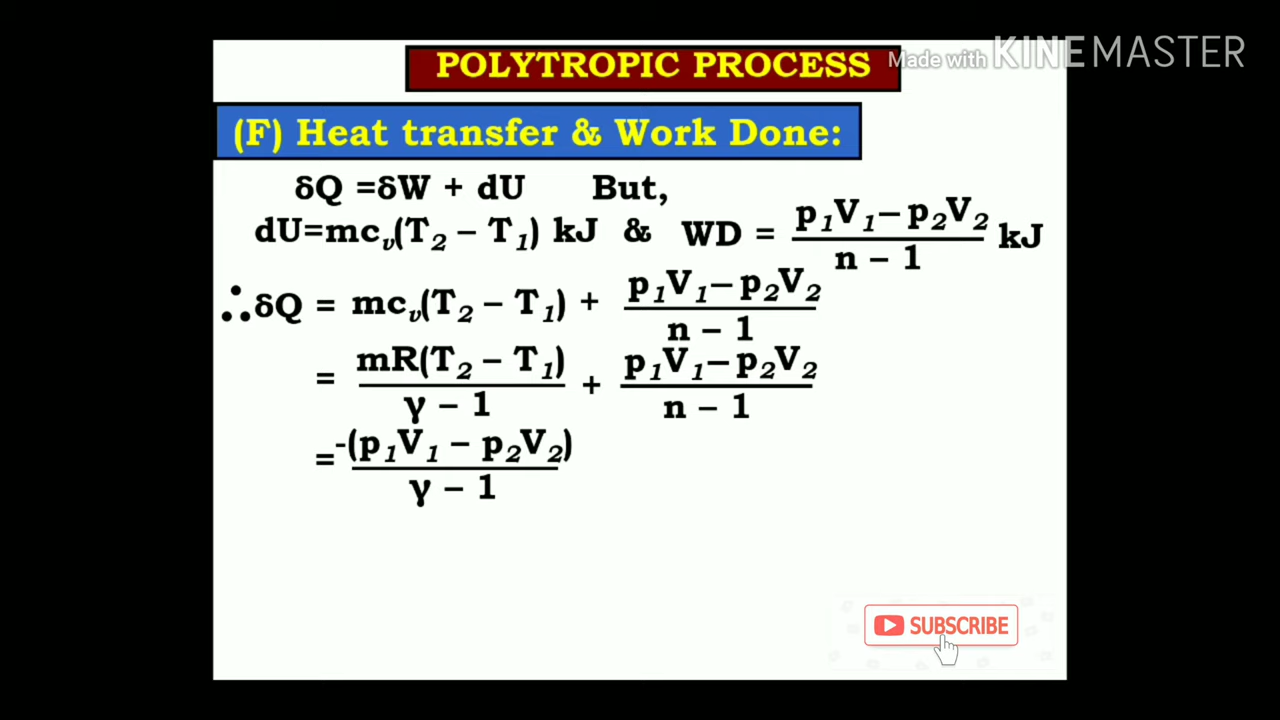 Made with KINEMASTER
POLYTROPIC PROCESS
(F) Heat transfer & Work Done:
δQ =δW + dU But,
dU=mcᵥ(T₂ – T₁) kJ & WD = (p₁V₁– p₂V₂)/(n – 1) kJ
∴δQ = mcᵥ(T₂ – T₁) + (p₁V₁– p₂V₂)/(n – 1)
= mR(T₂ – T₁)/(γ – 1) + (p₁V₁– p₂V₂)/(n – 1)
= -(p₁V₁ – p₂V₂)/(γ – 1)
SUBSCRIBE